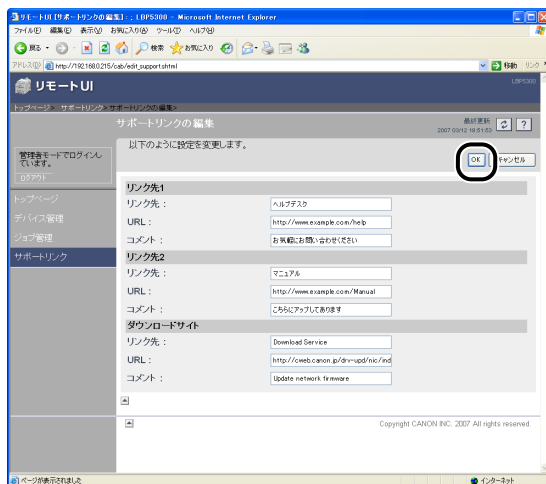 リモートUI [サポートリンクの編集] : ; LBP5300 - Microsoft Internet Explorer
ファイル(F) 編集(E) 表示(V) お気に入り(A) ツール(T) ヘルプ(H)
戻る 検索 お気に入り
アドレス(D) http://192.168.0.215/cab/edit_support.shtml 移動 リンク
リモートUI LBP5300
トップページ> サポートリンク> サポートリンクの編集>
サポートリンクの編集 最終更新
2007 03/12 19:51:53 ?
以下のように設定を変更します。
OK キャンセル
管理者モードでログインしています。
ログアウト
トップページ
デバイス管理
ジョブ管理
サポートリンク
リンク先1
リンク先： ヘルプデスク
URL： http://www.example.com/help
コメント： お気軽にお問い合わせください
リンク先2
リンク先： マニュアル
URL： http://www.example.com/Manual
コメント： こちらにアップしてあります
ダウンロードサイト
リンク先： Download Service
URL： http://cweb.canon.jp/drv-upd/nic/ind
コメント： Update network firmware
Copyright CANON INC. 2007 All rights reserved.
ページが表示されました インターネット